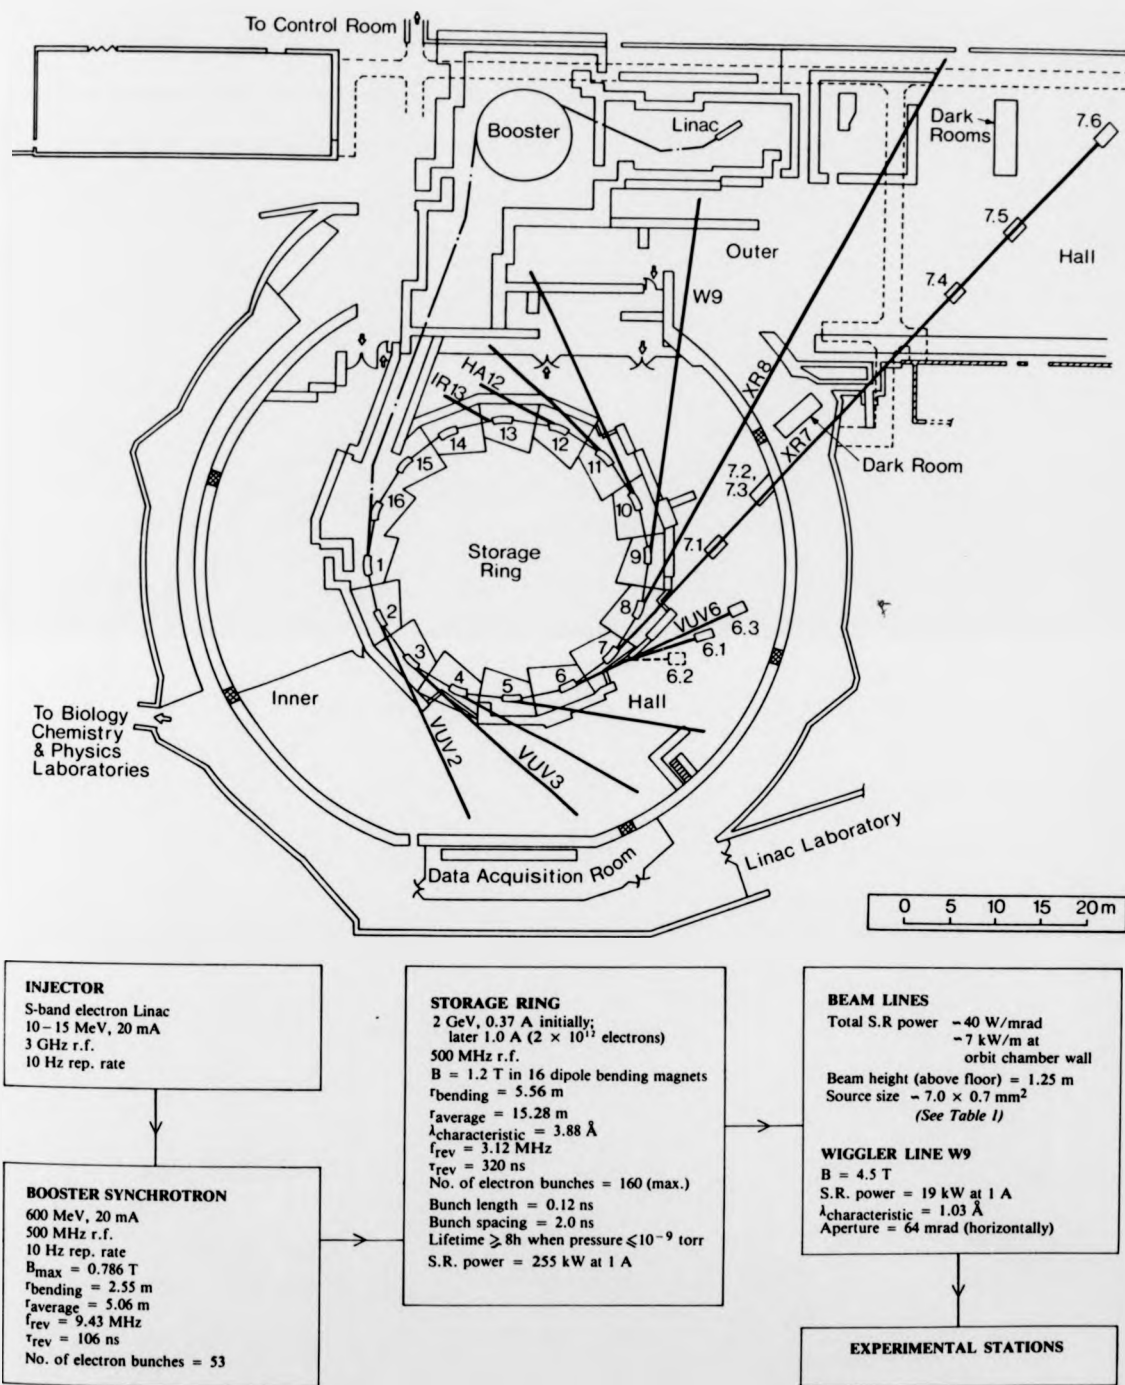 To Control Room
Booster
Linac
Dark
Rooms
7.6
7.5
Outer
Hall
7.4
W9
XR8
HA12
IR13
XR7
Dark Room
7.2,
7.3
7.1
13
14
12
15
11
16
10
Storage
Ring
9
1
8
2
VUV6
6.3
7
6.1
3
6.2
4
5
6
Inner
Hall
To Biology
Chemistry
& Physics
Laboratories
VUV2
VUV3
Linac Laboratory
Data Acquisition Room
0 5 10 15 20m
INJECTOR
S-band electron Linac
10–15 MeV, 20 mA
3 GHz r.f.
10 Hz rep. rate
BOOSTER SYNCHROTRON
600 MeV, 20 mA
500 MHz r.f.
10 Hz rep. rate
Bmax = 0.786 T
rbending = 2.55 m
raverage = 5.06 m
frev = 9.43 MHz
τrev = 106 ns
No. of electron bunches = 53
STORAGE RING
2 GeV, 0.37 A initially;
later 1.0 A (2 × 10¹² electrons)
500 MHz r.f.
B = 1.2 T in 16 dipole bending magnets
rbending = 5.56 m
raverage = 15.28 m
λcharacteristic = 3.88 Å
frev = 3.12 MHz
τrev = 320 ns
No. of electron bunches = 160 (max.)
Bunch length = 0.12 ns
Bunch spacing = 2.0 ns
Lifetime ≥ 8h when pressure ≤10⁻⁹ torr
S.R. power = 255 kW at 1 A
BEAM LINES
Total S.R power ~40 W/mrad
~7 kW/m at
orbit chamber wall
Beam height (above floor) = 1.25 m
Source size ~ 7.0 × 0.7 mm²
(See Table 1)
WIGGLER LINE W9
B = 4.5 T
S.R. power = 19 kW at 1 A
λcharacteristic = 1.03 Å
Aperture = 64 mrad (horizontally)
EXPERIMENTAL STATIONS